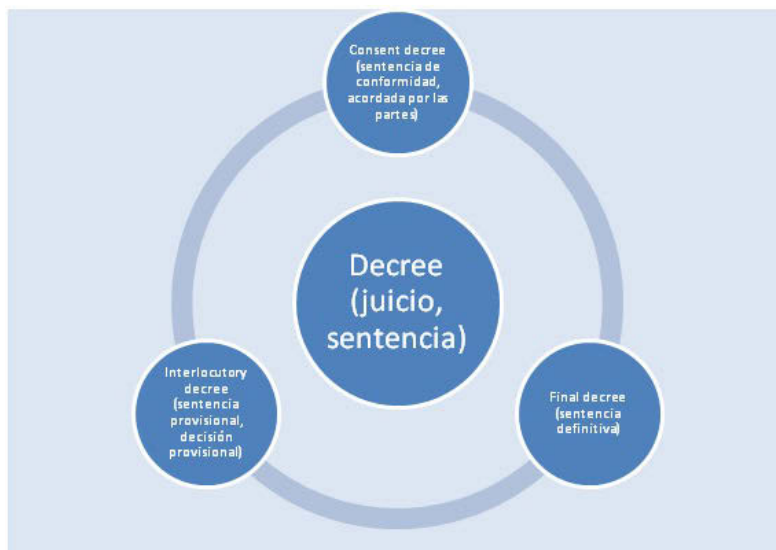 Consent decree
(sentencia de
conformidad,
acordada por las
partes)
Decree
(juicio,
sentencia)
Interlocutory
decree
(sentencia
provisional,
decisión
provisional)
Final decree
(sentencia
definitiva)